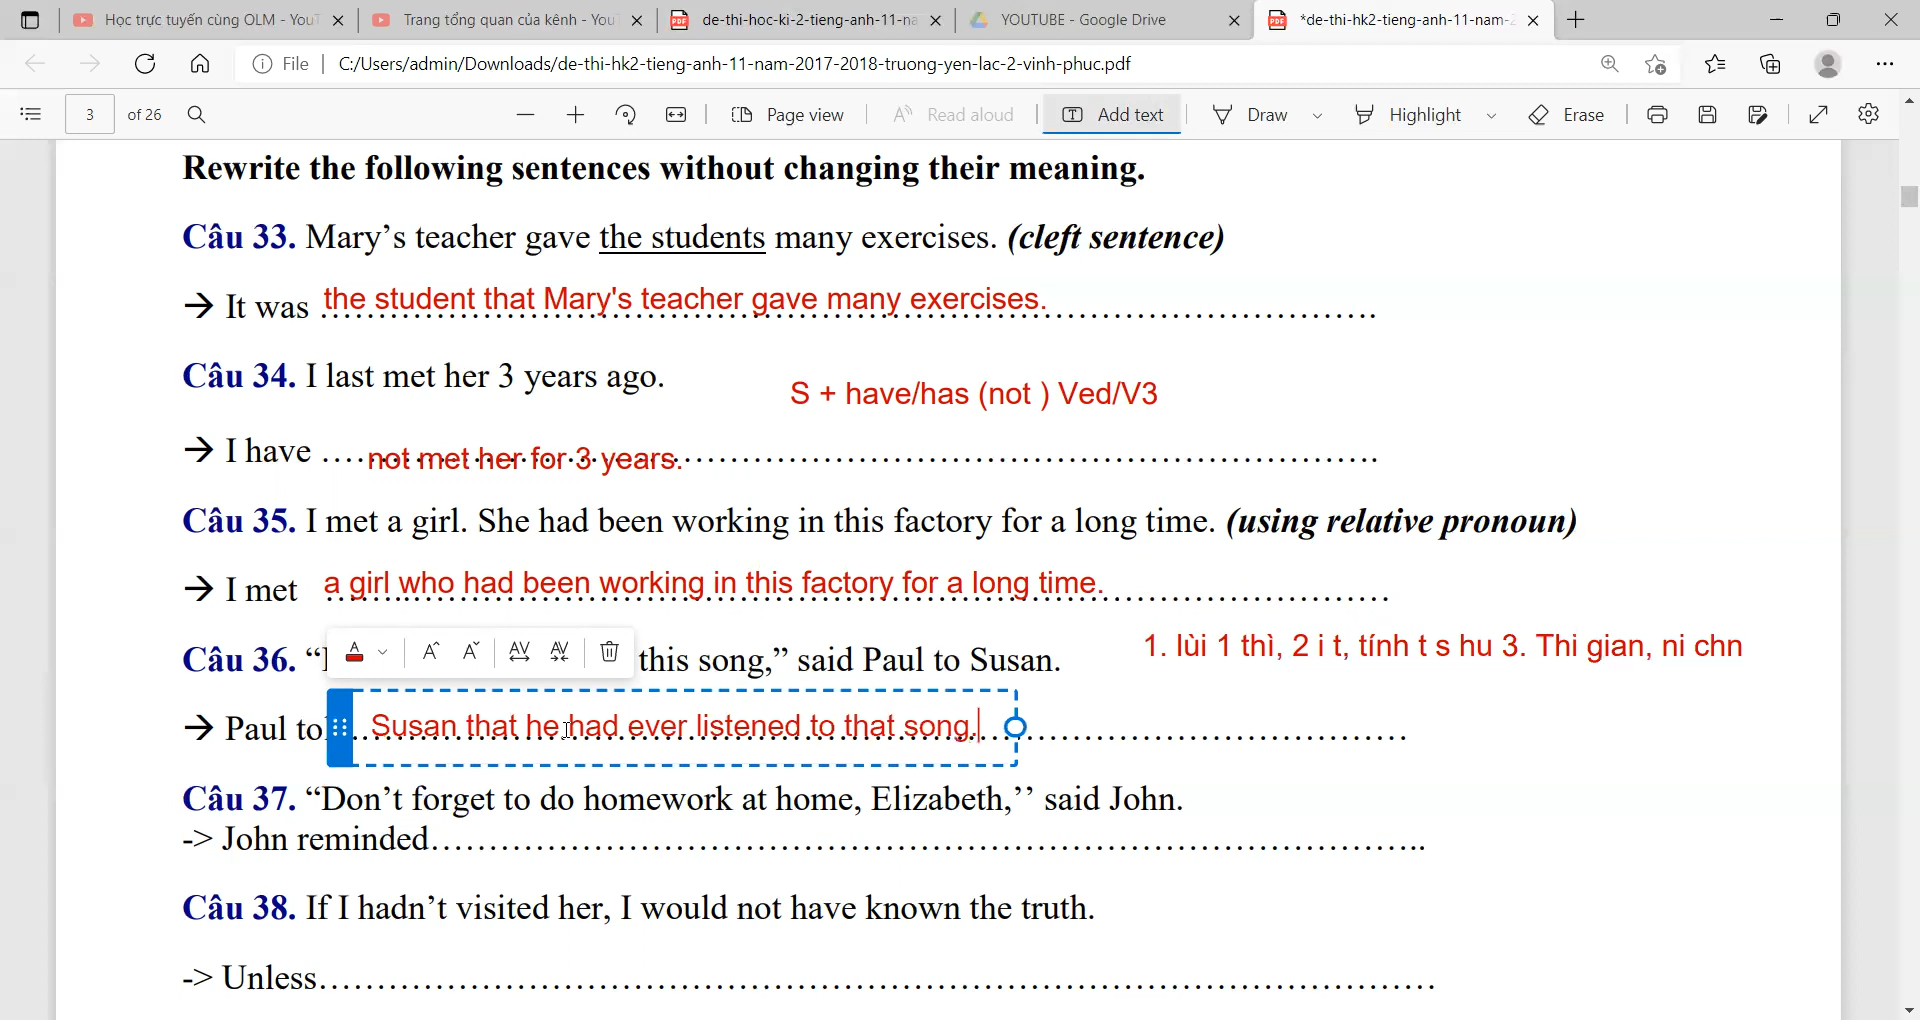 Học trực tuyến cùng OLM - YouT
Trang tổng quan của kênh - You
de-thi-hoc-ki-2-tieng-anh-11-na
YOUTUBE - Google Drive
*de-thi-hk2-tieng-anh-11-nam-2
File
C:/Users/admin/Downloads/de-thi-hk2-tieng-anh-11-nam-2017-2018-truong-yen-lac-2-vinh-phuc.pdf
3 of 26
Page view
Read aloud
Add text
Draw
Highlight
Erase
Rewrite the following sentences without changing their meaning.
Câu 33. Mary’s teacher gave the students many exercises. (cleft sentence)
→ It was the student that Mary's teacher gave many exercises.
Câu 34. I last met her 3 years ago.
S + have/has (not ) Ved/V3
→ I have not met her for 3 years.
Câu 35. I met a girl. She had been working in this factory for a long time. (using relative pronoun)
→ I met a girl who had been working in this factory for a long time.
Câu 36. “ this song,” said Paul to Susan.
1. lùi 1 thì, 2 i t, tính t s hu 3. Thi gian, ni chn
→ Paul Susan that he had ever listened to that song.
Câu 37. “Don’t forget to do homework at home, Elizabeth,’’ said John.
-> John reminded…………………………………………………………………………..
Câu 38. If I hadn’t visited her, I would not have known the truth.
-> Unless……………………………………………………………………………………